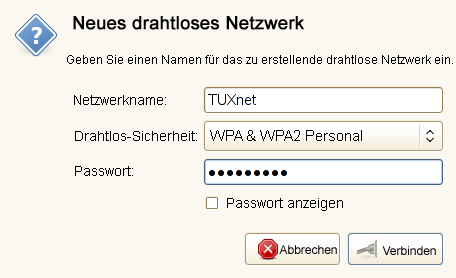 Neues drahtloses Netzwerk
Geben Sie einen Namen für das zu erstellende drahtlose Netzwerk ein.
Netzwerkname: TUXnet
Drahtlos-Sicherheit: WPA & WPA2 Personal
Passwort: •••••••••
Passwort anzeigen
Abbrechen Verbinden